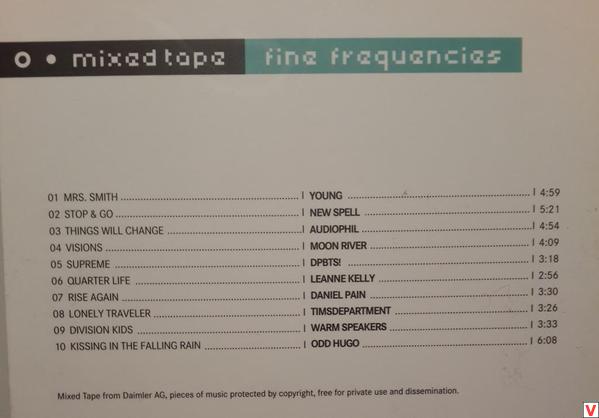 mixed tape fine frequencies
01 MRS. SMITH | YOUNG | 4:59
02 STOP & GO | NEW SPELL | 5:21
03 THINGS WILL CHANGE | AUDIOPHIL | 4:54
04 VISIONS | MOON RIVER | 4:09
05 SUPREME | DPBTS! | 3:18
06 QUARTER LIFE | LEANNE KELLY | 2:56
07 RISE AGAIN | DANIEL PAIN | 3:30
08 LONELY TRAVELER | TIMSDEPARTMENT | 3:26
09 DIVISION KIDS | WARM SPEAKERS | 3:33
10 KISSING IN THE FALLING RAIN | ODD HUGO | 6:08
Mixed Tape from Daimler AG, pieces of music protected by copyright, free for private use and dissemination.
V